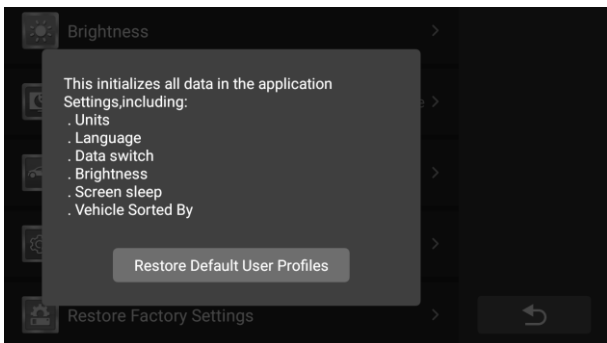 Brightness
This initializes all data in the application
Settings,including:
. Units
. Language
. Data switch
. Brightness
. Screen sleep
. Vehicle Sorted By
Restore Default User Profiles
Restore Factory Settings